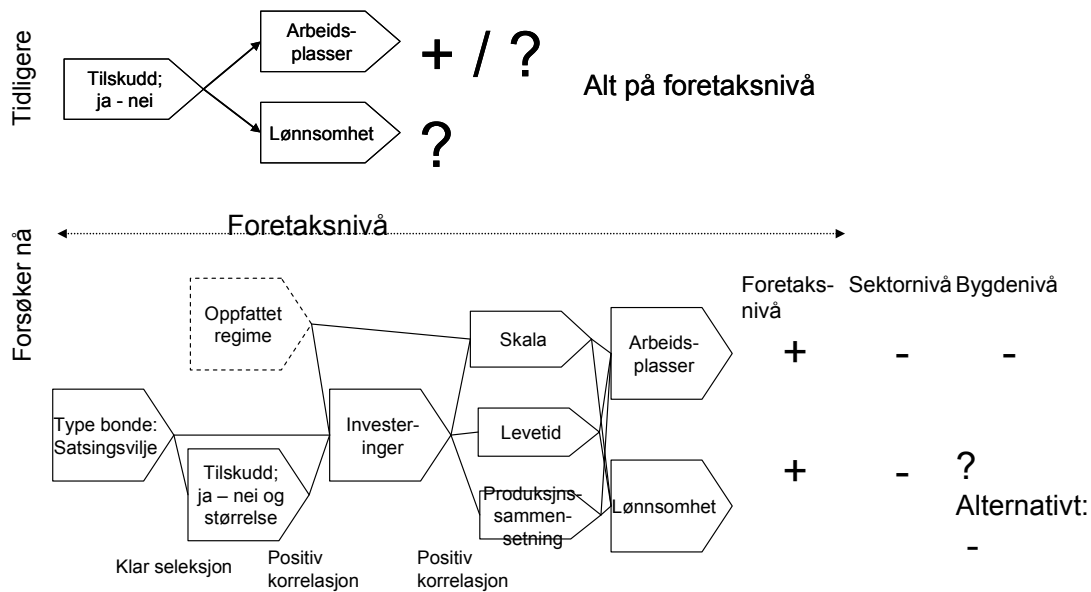 Tidligere
Tilskudd;
ja - nei
Arbeids-
plasser
+ / ?
Lønnsomhet
?
Alt på foretaksnivå
Forsøker nå
Foretaksnivå
Foretaks-
nivå
Sektornivå
Bygdenivå
Oppfattet
regime
Skala
Arbeids-
plasser
+
-
-
Type bonde:
Satsingsvilje
Tilskudd;
ja – nei og
størrelse
Invester-
inger
Levetid
Produksjns-
sammen-
setning
Lønnsomhet
+
-
?
Alternativt:
-
Klar seleksjon
Positiv
korrelasjon
Positiv
korrelasjon